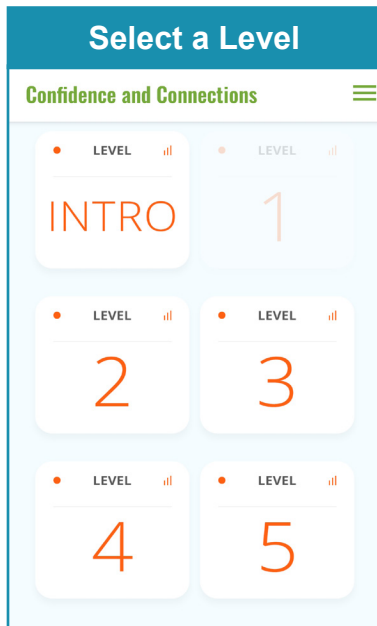 Select a Level
Confidence and Connections
LEVEL
INTRO
LEVEL
1
LEVEL
2
LEVEL
3
LEVEL
4
LEVEL
5